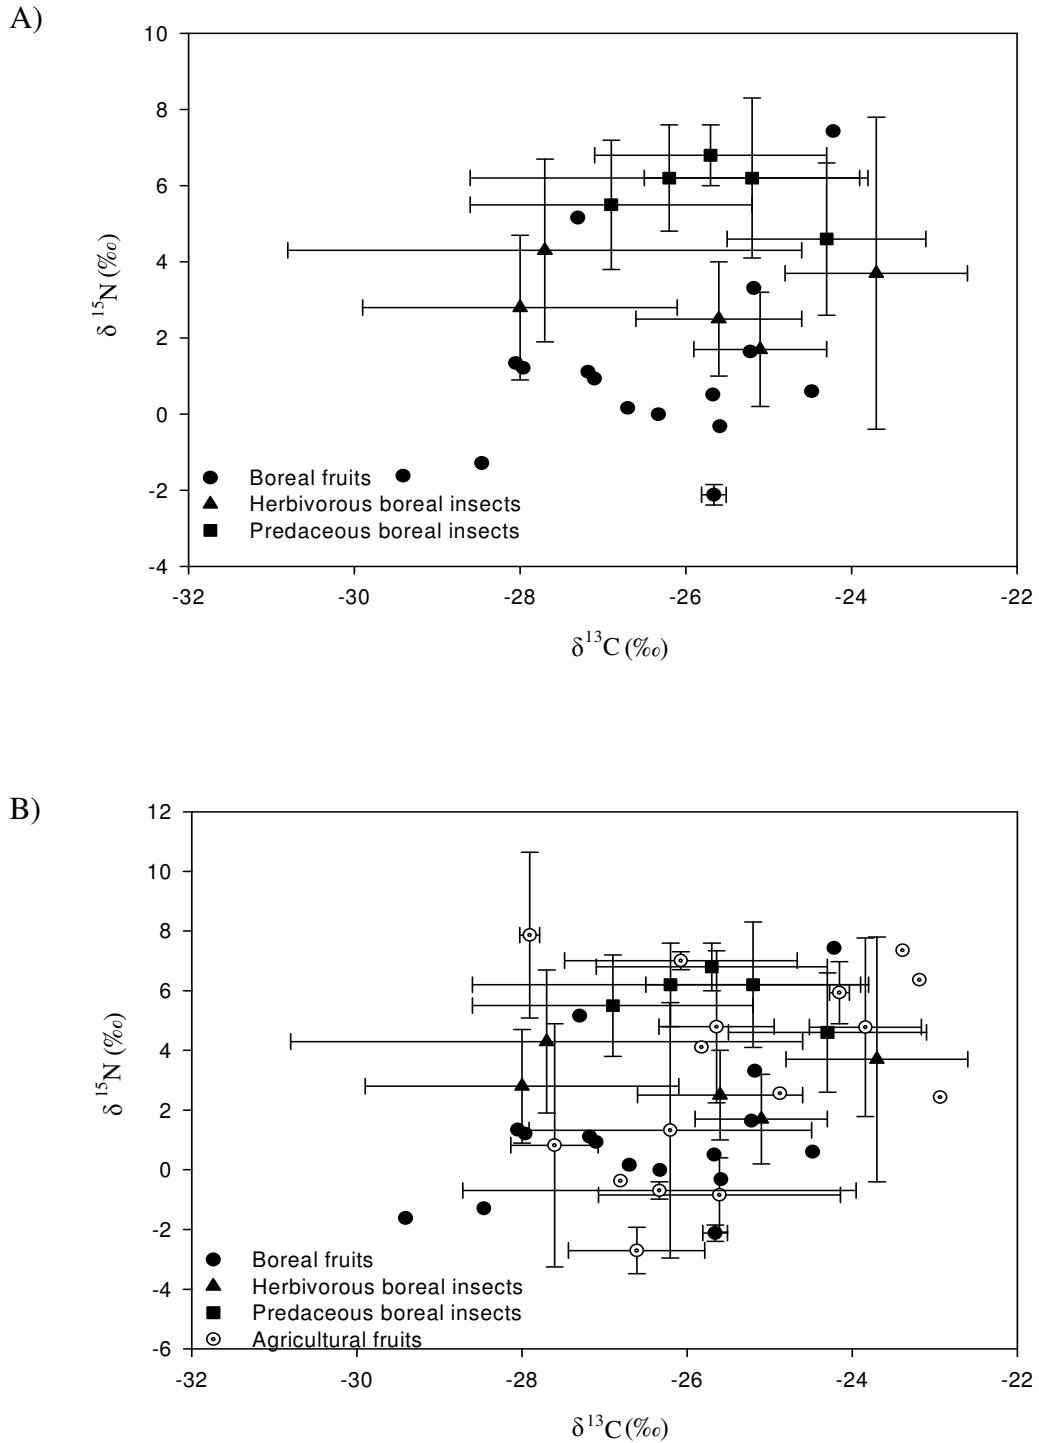 A)
10
8
6
4
2
0
-2
-4
δ 15N (‰)
Boreal fruits
Herbivorous boreal insects
Predaceous boreal insects
-32 -30 -28 -26 -24 -22
δ13C (‰)
B)
12
10
8
6
4
2
0
-2
-4
-6
δ 15N (‰)
Boreal fruits
Herbivorous boreal insects
Predaceous boreal insects
Agricultural fruits
-32 -30 -28 -26 -24 -22
δ13C (‰)